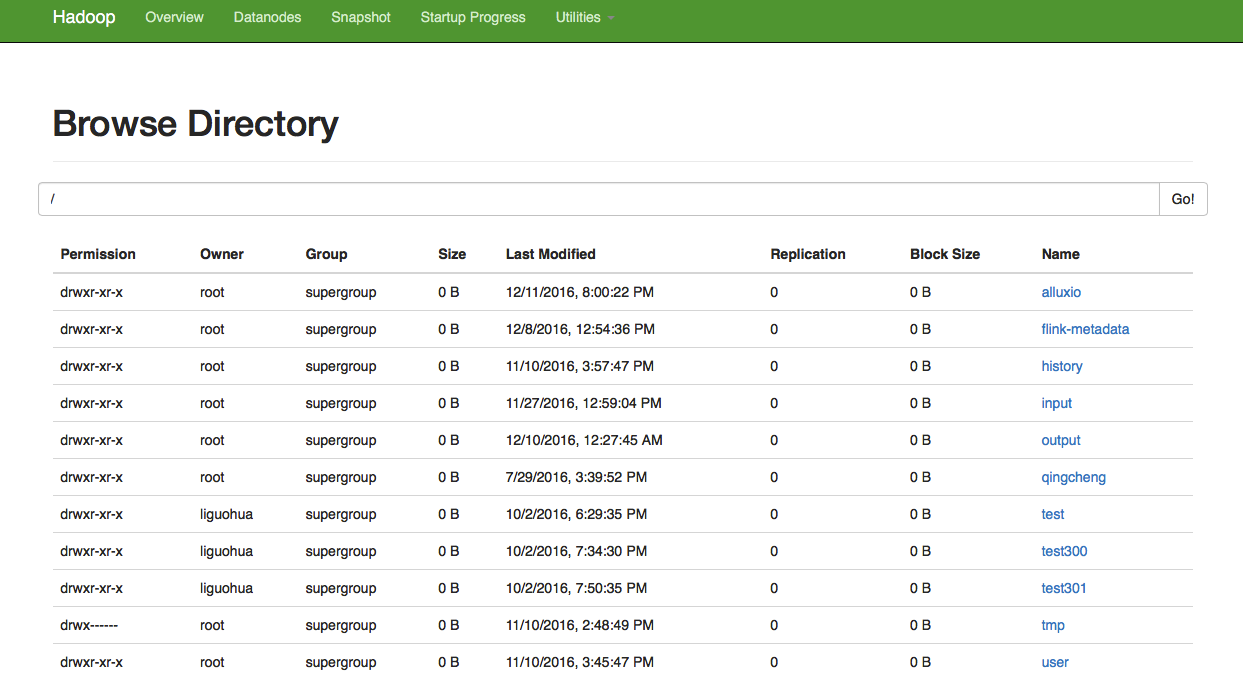 Hadoop Overview Datanodes Snapshot Startup Progress Utilities
Browse Directory
/ Go!
Permission Owner Group Size Last Modified Replication Block Size Name
drwxr-xr-x root supergroup 0 B 12/11/2016, 8:00:22 PM 0 0 B alluxio
drwxr-xr-x root supergroup 0 B 12/8/2016, 12:54:36 PM 0 0 B flink-metadata
drwxr-xr-x root supergroup 0 B 11/10/2016, 3:57:47 PM 0 0 B history
drwxr-xr-x root supergroup 0 B 11/27/2016, 12:59:04 PM 0 0 B input
drwxr-xr-x root supergroup 0 B 12/10/2016, 12:27:45 AM 0 0 B output
drwxr-xr-x root supergroup 0 B 7/29/2016, 3:39:52 PM 0 0 B qingcheng
drwxr-xr-x liguohua supergroup 0 B 10/2/2016, 6:29:35 PM 0 0 B test
drwxr-xr-x liguohua supergroup 0 B 10/2/2016, 7:34:30 PM 0 0 B test300
drwxr-xr-x liguohua supergroup 0 B 10/2/2016, 7:50:35 PM 0 0 B test301
drwx------ root supergroup 0 B 11/10/2016, 2:48:49 PM 0 0 B tmp
drwxr-xr-x root supergroup 0 B 11/10/2016, 3:45:47 PM 0 0 B user